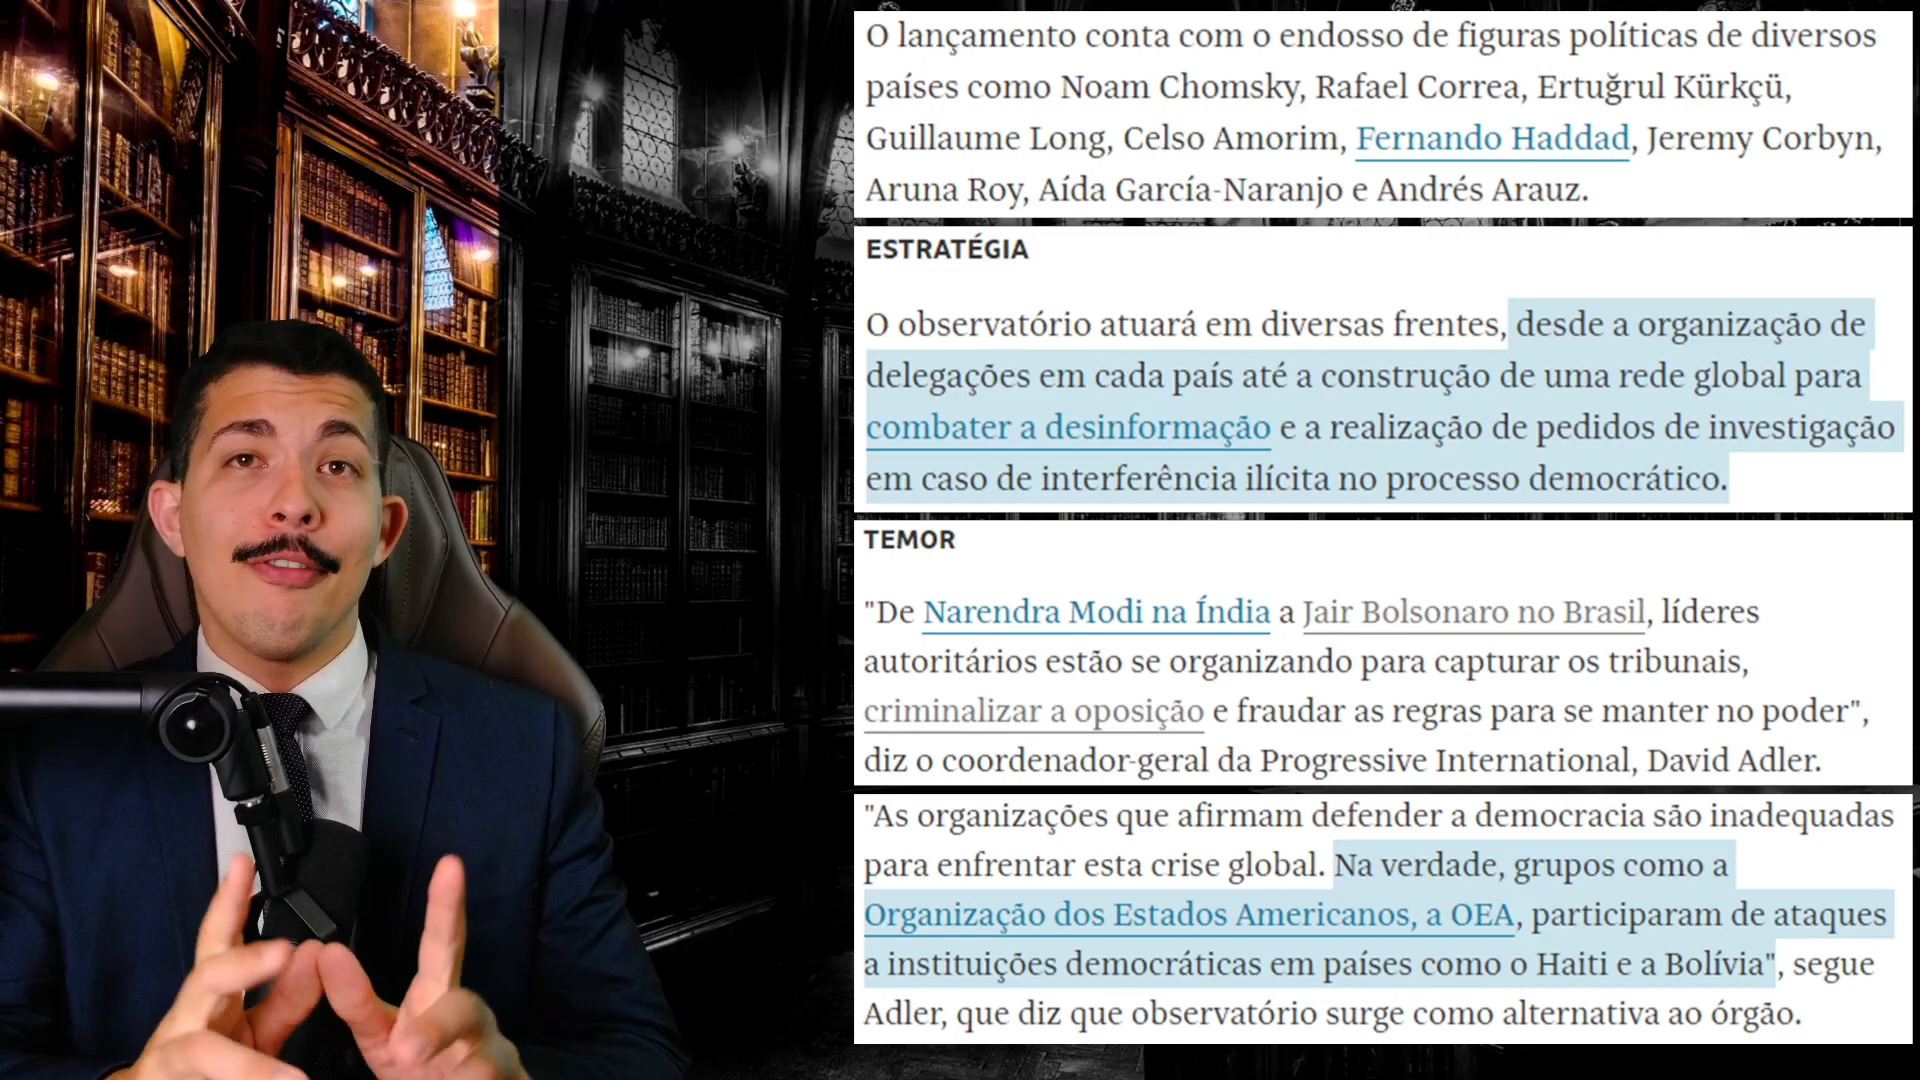 O lançamento conta com o endosso de figuras políticas de diversos
países como Noam Chomsky, Rafael Correa, Ertuğrul Kürkçü,
Guillaume Long, Celso Amorim, Fernando Haddad, Jeremy Corbyn,
Aruna Roy, Aída García-Naranjo e Andrés Arauz.
ESTRATÉGIA
O observatório atuará em diversas frentes, desde a organização de
delegações em cada país até a construção de uma rede global para
combater a desinformação e a realização de pedidos de investigação
em caso de interferência ilícita no processo democrático.
TEMOR
"De Narendra Modi na Índia a Jair Bolsonaro no Brasil, líderes
autoritários estão se organizando para capturar os tribunais,
criminalizar a oposição e fraudar as regras para se manter no poder",
diz o coordenador-geral da Progressive International, David Adler.
"As organizações que afirmam defender a democracia são inadequadas
para enfrentar esta crise global. Na verdade, grupos como a
Organização dos Estados Americanos, a OEA, participaram de ataques
a instituições democráticas em países como o Haiti e a Bolívia", segue
Adler, que diz que observatório surge como alternativa ao órgão.